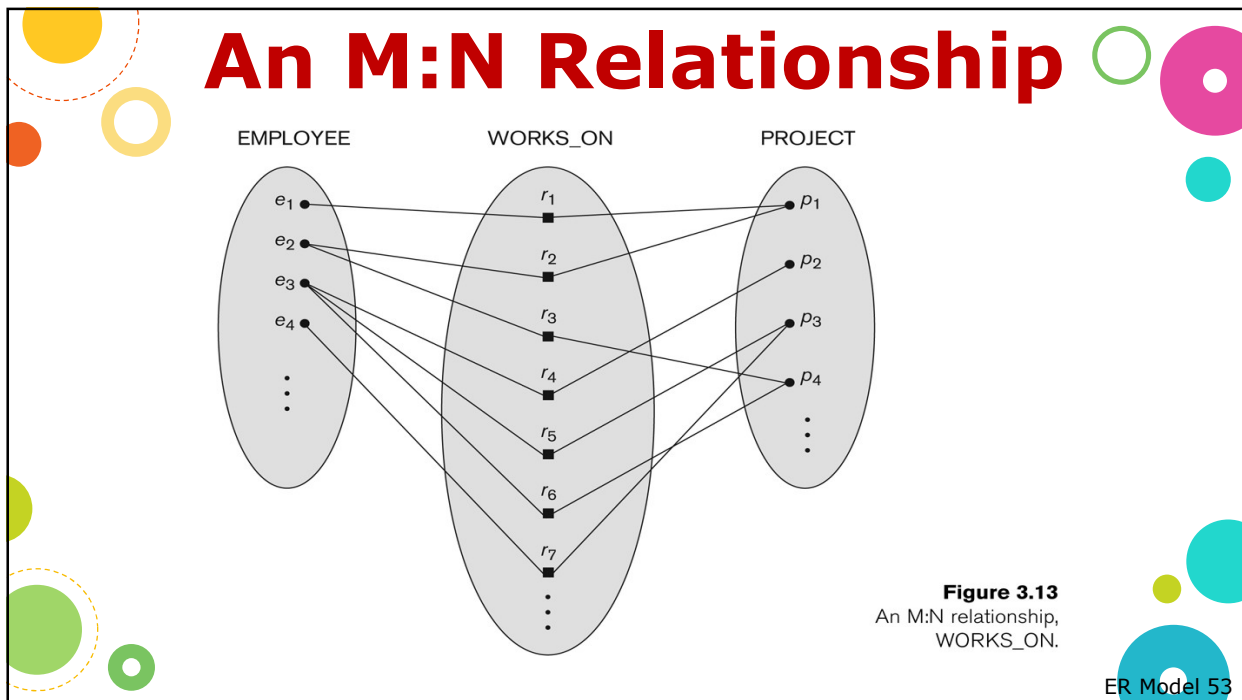 An M:N Relationship
EMPLOYEE WORKS_ON PROJECT
e1
e2
e3
e4
r1
r2
r3
r4
r5
r6
r7
p1
p2
p3
p4
Figure 3.13
An M:N relationship,
WORKS_ON.
ER Model 53